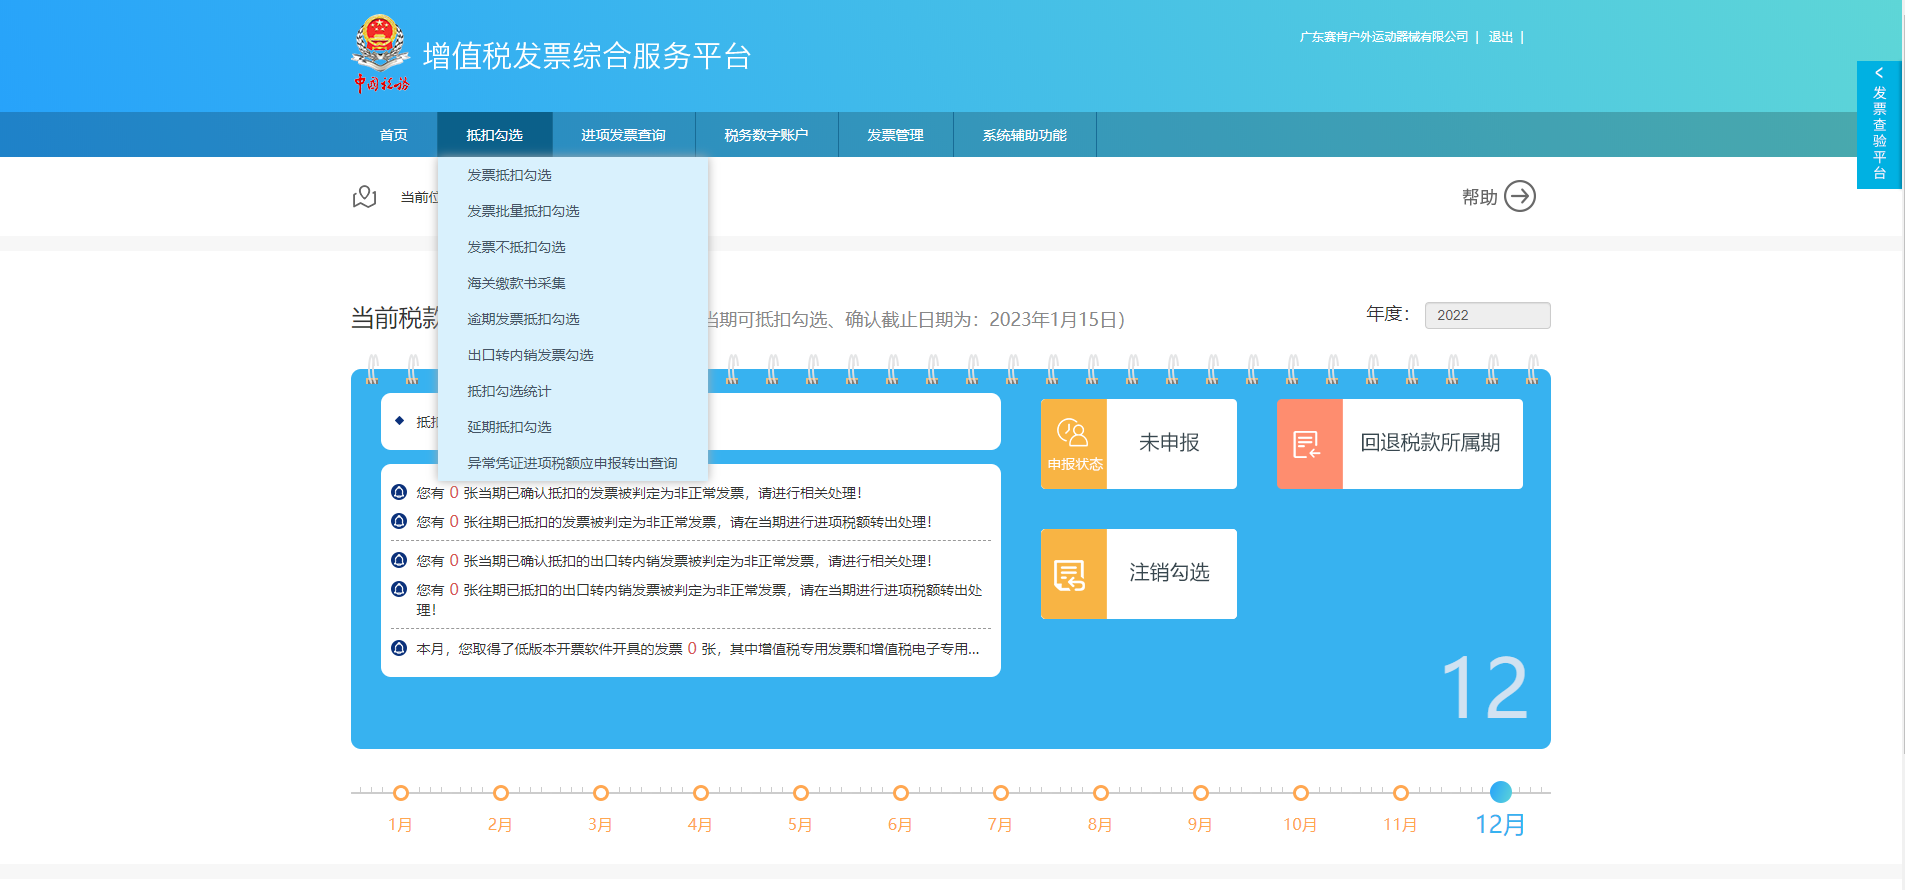 中国税务
增值税发票综合服务平台
广东赛肯户外运动器械有限公司 | 退出 |
<
发票查验平台
首页
抵扣勾选
进项发票查询
税务数字账户
发票管理
系统辅助功能
发票抵扣勾选
发票批量抵扣勾选
发票不抵扣勾选
海关缴款书采集
逾期发票抵扣勾选
出口转内销发票勾选
抵扣勾选统计
延期抵扣勾选
异常凭证进项税额应申报转出查询
当前位
帮助
当前税款
当期可抵扣勾选、确认截止日期为：2023年1月15日）
年度：
2022
抵扣
您有 0 张当期已确认抵扣的发票被判定为非正常发票，请进行相关处理！
您有 0 张往期已抵扣的发票被判定为非正常发票，请在当期进行进项税额转出处理！
您有 0 张当期已确认抵扣的出口转内销发票被判定为非正常发票，请进行相关处理！
您有 0 张往期已抵扣的出口转内销发票被判定为非正常发票，请在当期进行进项税额转出处
理！
本月，您取得了低版本开票软件开具的发票 0 张，其中增值税专用发票和增值税电子专用...
申报状态
未申报
回退税款所属期
注销勾选
12
1月
2月
3月
4月
5月
6月
7月
8月
9月
10月
11月
12月